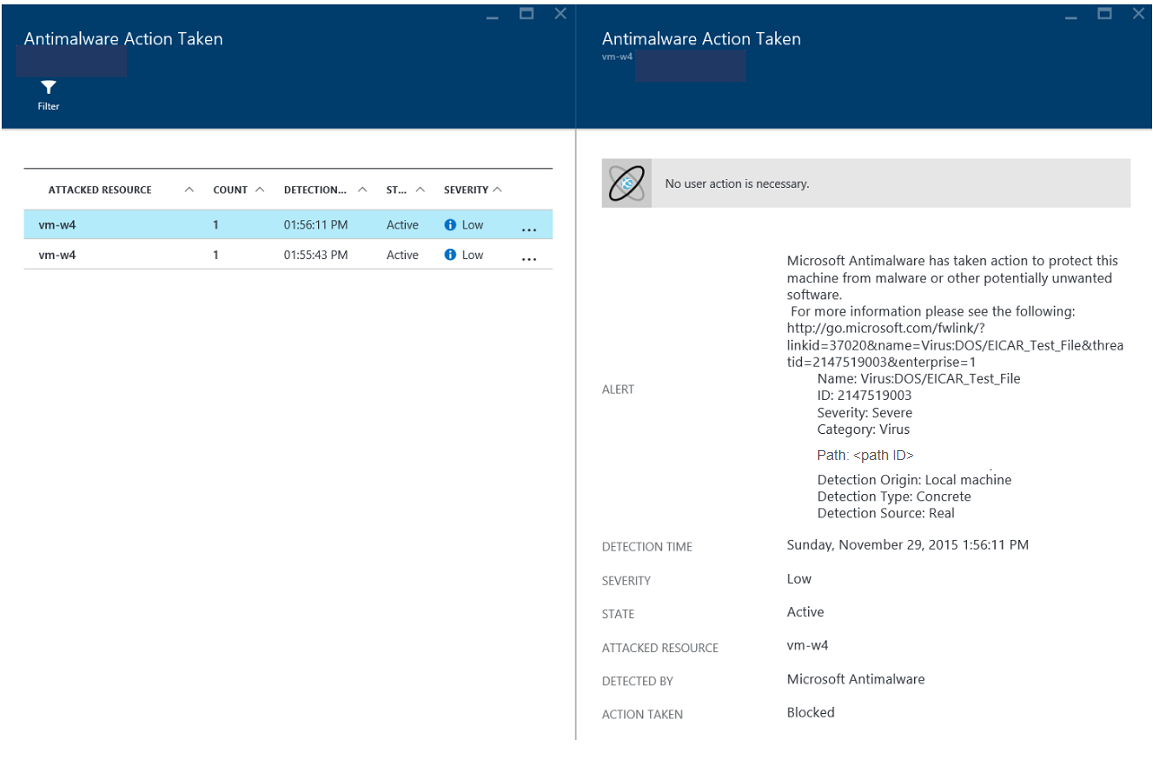 Antimalware Action Taken
Filter
ATTACKED RESOURCE COUNT DETECTION... ST... SEVERITY
vm-w4 1 01:56:11 PM Active Low ...
vm-w4 1 01:55:43 PM Active Low ...
Antimalware Action Taken
vm-w4
No user action is necessary.
ALERT
Microsoft Antimalware has taken action to protect this
machine from malware or other potentially unwanted
software.
For more information please see the following:
http://go.microsoft.com/fwlink/?
linkid=37020&name=Virus:DOS/EICAR_Test_File&threa
tid=2147519003&enterprise=1
Name: Virus:DOS/EICAR_Test_File
ID: 2147519003
Severity: Severe
Category: Virus
Path: <path ID>
Detection Origin: Local machine
Detection Type: Concrete
Detection Source: Real
DETECTION TIME Sunday, November 29, 2015 1:56:11 PM
SEVERITY Low
STATE Active
ATTACKED RESOURCE vm-w4
DETECTED BY Microsoft Antimalware
ACTION TAKEN Blocked